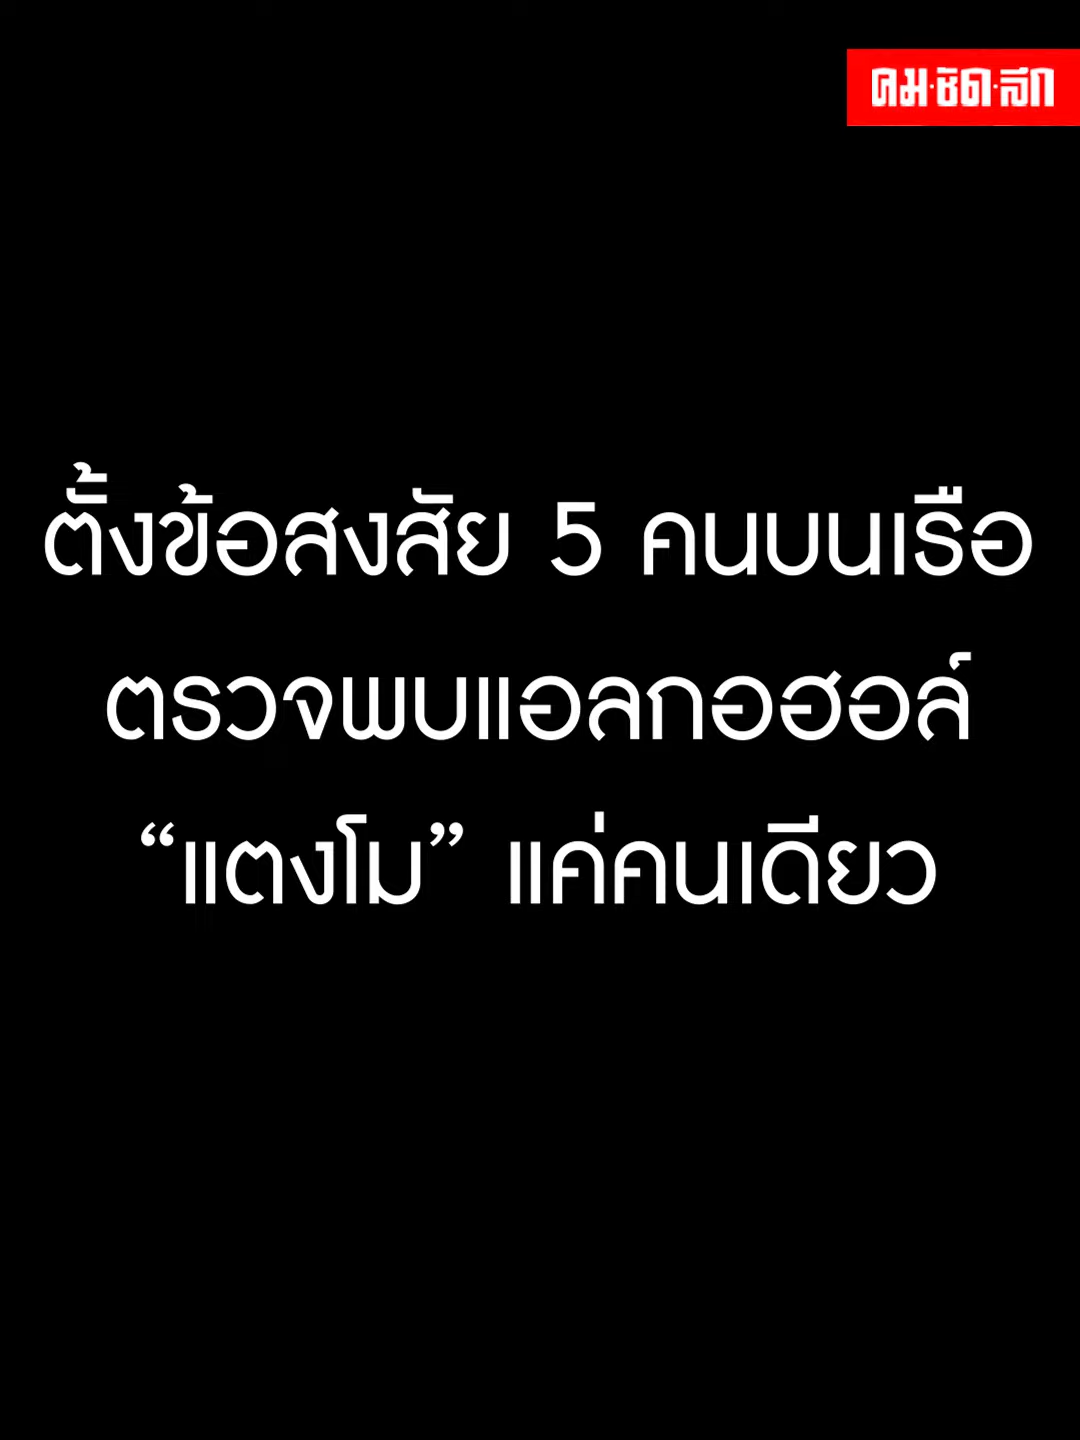 คม·ชัด·ลึก
ตั้งข้อสงสัย 5 คนบนเรือ
ตรวจพบแอลกอฮอล์
“แตงโม” แค่คนเดียว